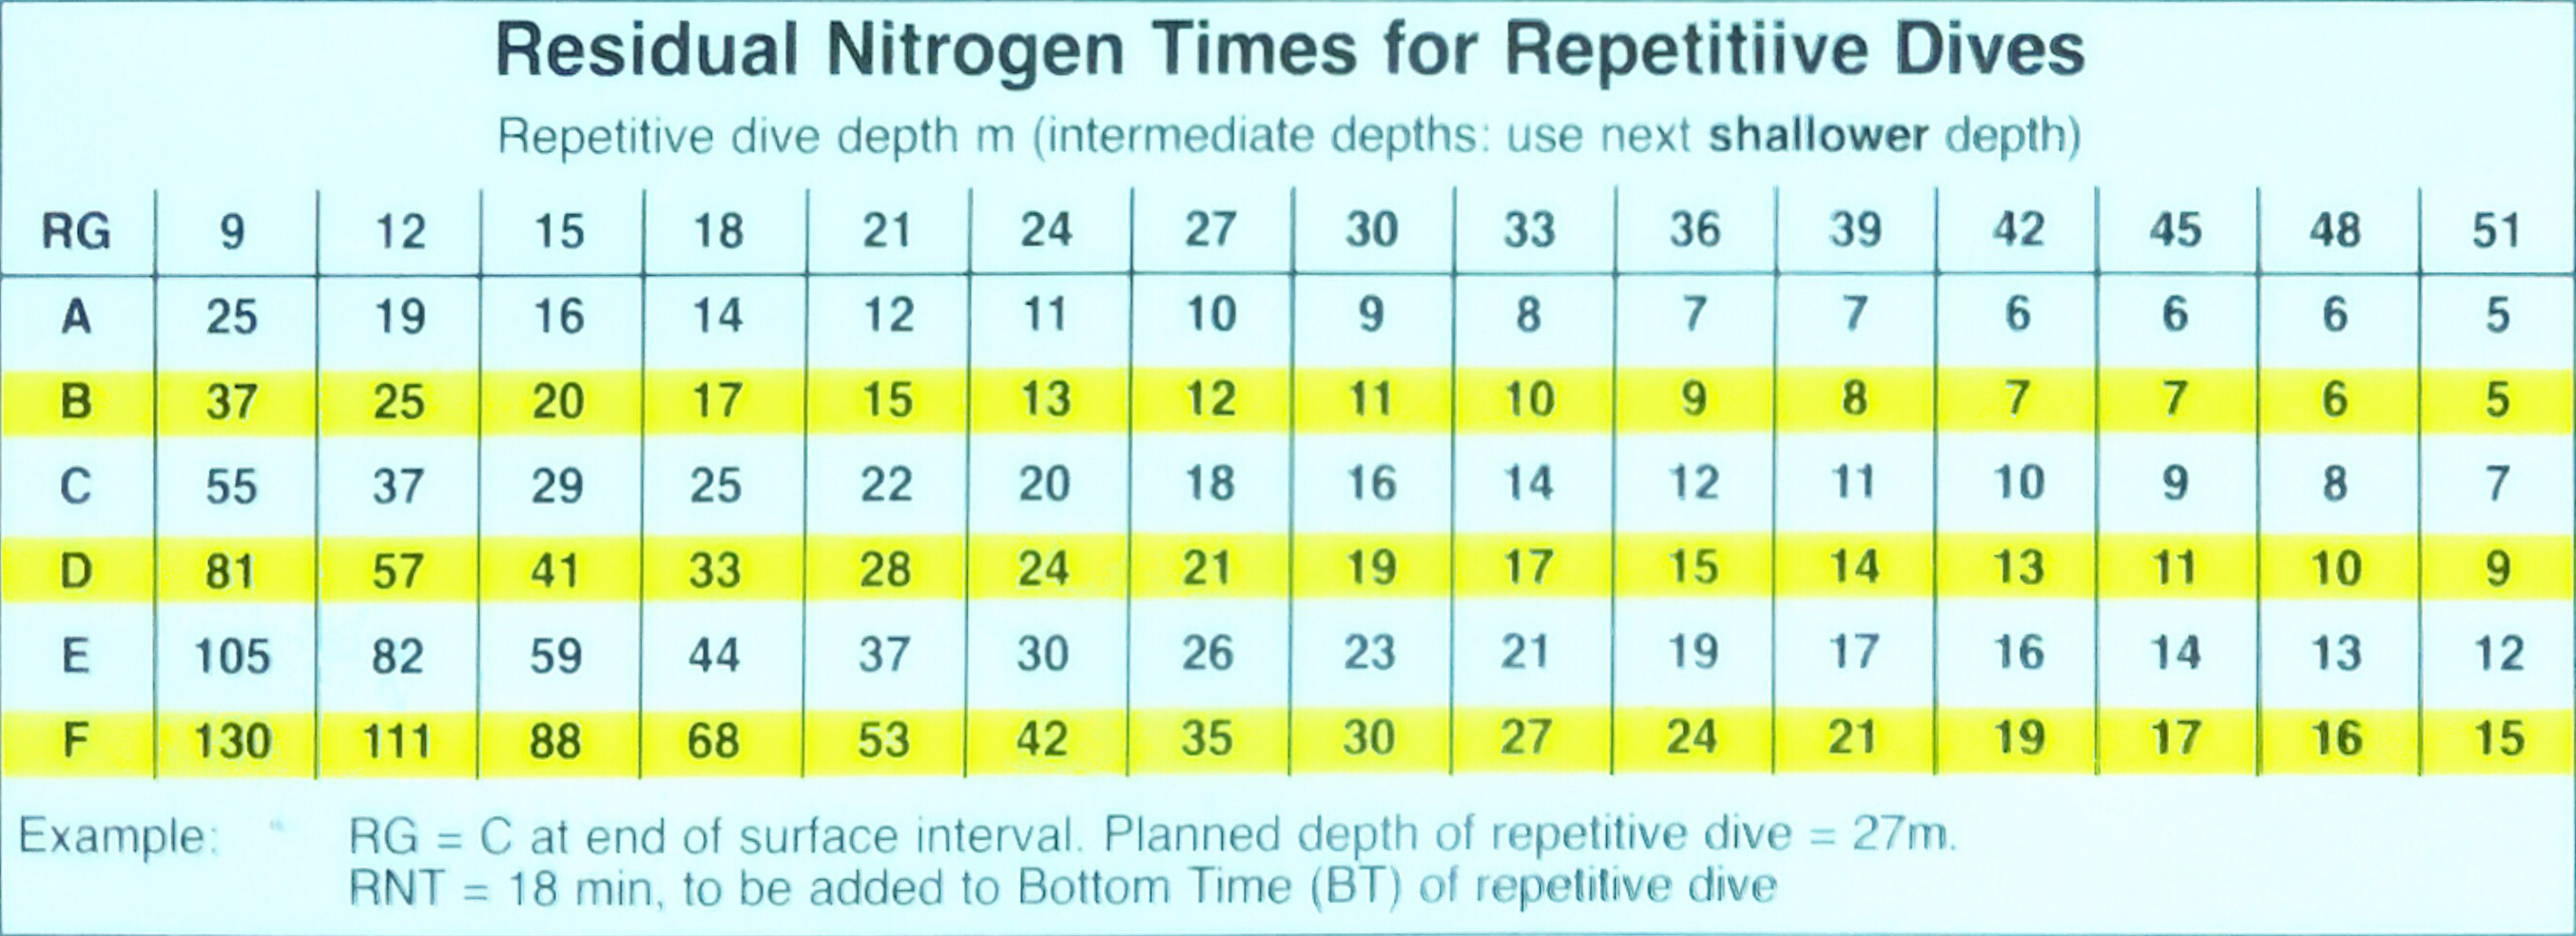 Residual Nitrogen Times for Repetitiive Dives
Repetitive dive depth m (intermediate depths: use next shallower depth)
RG 9 12 15 18 21 24 27 30 33 36 39 42 45 48 51
A 25 19 16 14 12 11 10 9 8 7 7 6 6 6 5
B 37 25 20 17 15 13 12 11 10 9 8 7 7 6 5
C 55 37 29 25 22 20 18 16 14 12 11 10 9 8 7
D 81 57 41 33 28 24 21 19 17 15 14 13 11 10 9
E 105 82 59 44 37 30 26 23 21 19 17 16 14 13 12
F 130 111 88 68 53 42 35 30 27 24 21 19 17 16 15
Example: RG = C at end of surface interval. Planned depth of repetitive dive = 27m.
RNT = 18 min, to be added to Bottom Time (BT) of repetitive dive